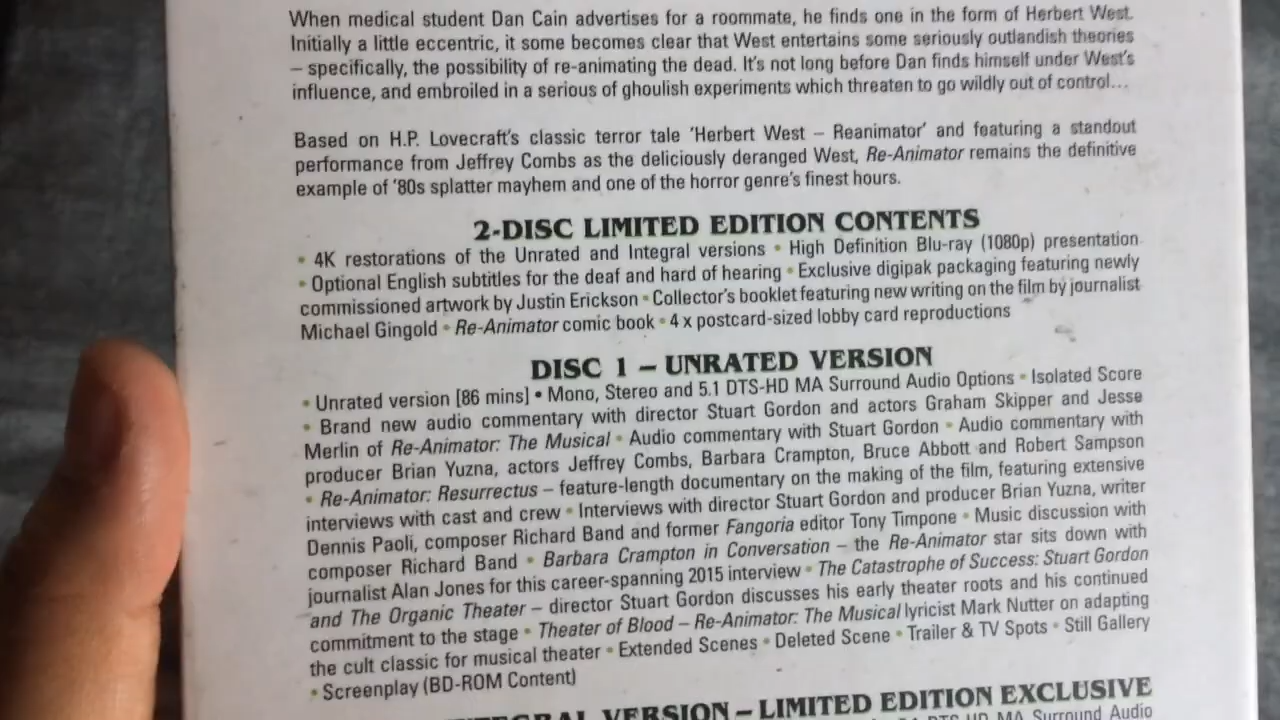 When medical student Dan Cain advertises for a roommate, he finds one in the form of Herbert West.
Initially a little eccentric, it some becomes clear that West entertains some seriously outlandish theories
– specifically, the possibility of re-animating the dead. It's not long before Dan finds himself under West's
influence, and embroiled in a serious of ghoulish experiments which threaten to go wildly out of control...
Based on H.P. Lovecraft's classic terror tale 'Herbert West – Reanimator' and featuring a standout
performance from Jeffrey Combs as the deliciously deranged West, Re-Animator remains the definitive
example of '80s splatter mayhem and one of the horror genre's finest hours.
2-DISC LIMITED EDITION CONTENTS
• 4K restorations of the Unrated and Integral versions • High Definition Blu-ray (1080p) presentation
• Optional English subtitles for the deaf and hard of hearing • Exclusive digipak packaging featuring newly
commissioned artwork by Justin Erickson • Collector's booklet featuring new writing on the film by journalist
Michael Gingold • Re-Animator comic book • 4 x postcard-sized lobby card reproductions
DISC 1 – UNRATED VERSION
• Unrated version [86 mins] • Mono, Stereo and 5.1 DTS-HD MA Surround Audio Options • Isolated Score
• Brand new audio commentary with director Stuart Gordon and actors Graham Skipper and Jesse
Merlin of Re-Animator: The Musical • Audio commentary with Stuart Gordon • Audio commentary with
producer Brian Yuzna, actors Jeffrey Combs, Barbara Crampton, Bruce Abbott and Robert Sampson
• Re-Animator: Resurrectus – feature-length documentary on the making of the film, featuring extensive
interviews with cast and crew • Interviews with director Stuart Gordon and producer Brian Yuzna, writer
Dennis Paoli, composer Richard Band and former Fangoria editor Tony Timpone • Music discussion with
composer Richard Band • Barbara Crampton in Conversation – the Re-Animator star sits down with
journalist Alan Jones for this career-spanning 2015 interview • The Catastrophe of Success: Stuart Gordon
and The Organic Theater – director Stuart Gordon discusses his early theater roots and his continued
commitment to the stage • Theater of Blood – Re-Animator: The Musical lyricist Mark Nutter on adapting
the cult classic for musical theater • Extended Scenes • Deleted Scene • Trailer & TV Spots • Still Gallery
• Screenplay (BD-ROM Content)
VERSION – LIMITED EDITION EXCLUSIVE
DTS-HD MA Surround Audio